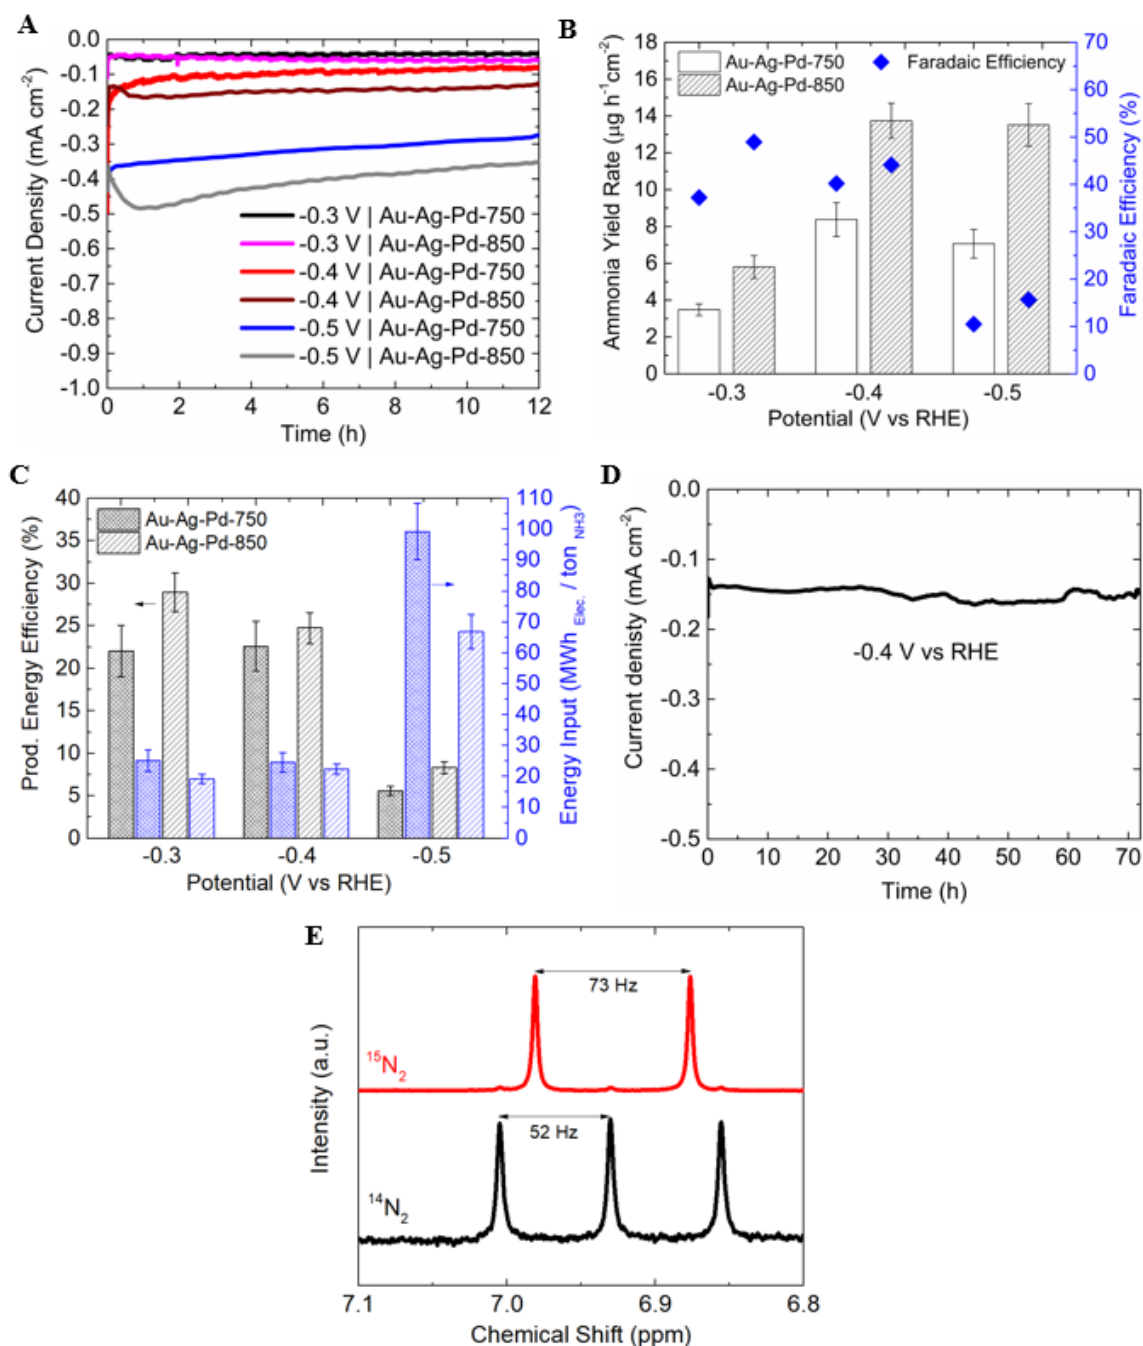 A
0.0
-0.1
-0.2
-0.3
-0.4
-0.5
-0.6
-0.7
-0.8
-0.9
-1.0
Current Density (mA cm-2)
-0.3 V | Au-Ag-Pd-750
-0.3 V | Au-Ag-Pd-850
-0.4 V | Au-Ag-Pd-750
-0.4 V | Au-Ag-Pd-850
-0.5 V | Au-Ag-Pd-750
-0.5 V | Au-Ag-Pd-850
0 2 4 6 8 10 12
Time (h)
B
18
16
14
12
10
8
6
4
2
0
Ammonia Yield Rate (µg h-1cm-2)
Au-Ag-Pd-750
Au-Ag-Pd-850
Faradaic Efficiency
70
60
50
40
30
20
10
0
Faradaic Efficiency (%)
-0.3 -0.4 -0.5
Potential (V vs RHE)
C
40
35
30
25
20
15
10
5
0
Prod. Energy Efficiency (%)
Au-Ag-Pd-750
Au-Ag-Pd-850
110
100
90
80
70
60
50
40
30
20
10
0
Energy Input (MWh Elec. / ton NH3)
-0.3 -0.4 -0.5
Potential (V vs RHE)
D
0.0
-0.1
-0.2
-0.3
-0.4
-0.5
Current denisty (mA cm-2)
-0.4 V vs RHE
0 10 20 30 40 50 60 70
Time (h)
E
Intensity (a.u.)
73 Hz
15N2
52 Hz
14N2
7.1 7.0 6.9 6.8
Chemical Shift (ppm)